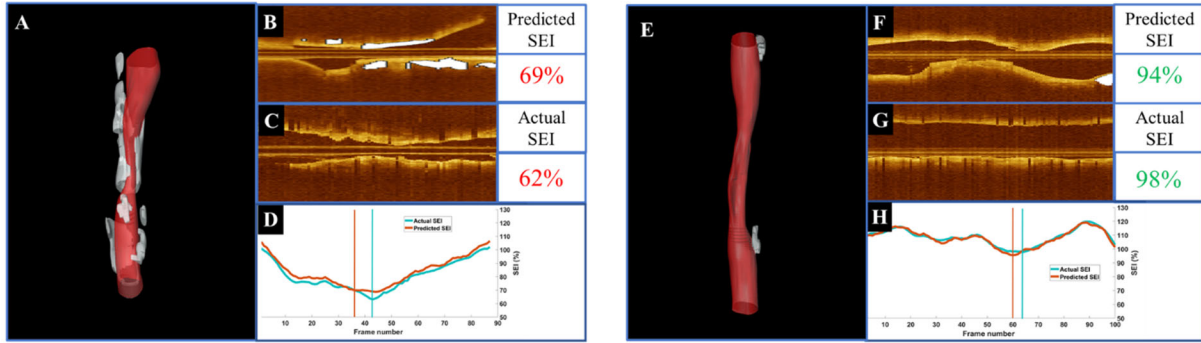 A
B
Predicted
SEI
69%
C
Actual
SEI
62%
D
Actual SEI
Predicted SEI
130
120
110
100
90
80
70
60
50
SEI (%)
10 20 30 40 50 60 70 80 90
Frame number
E
F
Predicted
SEI
94%
G
Actual
SEI
98%
H
Actual SEI
Predicted SEI
130
120
110
100
90
80
70
60
50
SEI (%)
10 20 30 40 50 60 70 80 90 100
Frame number